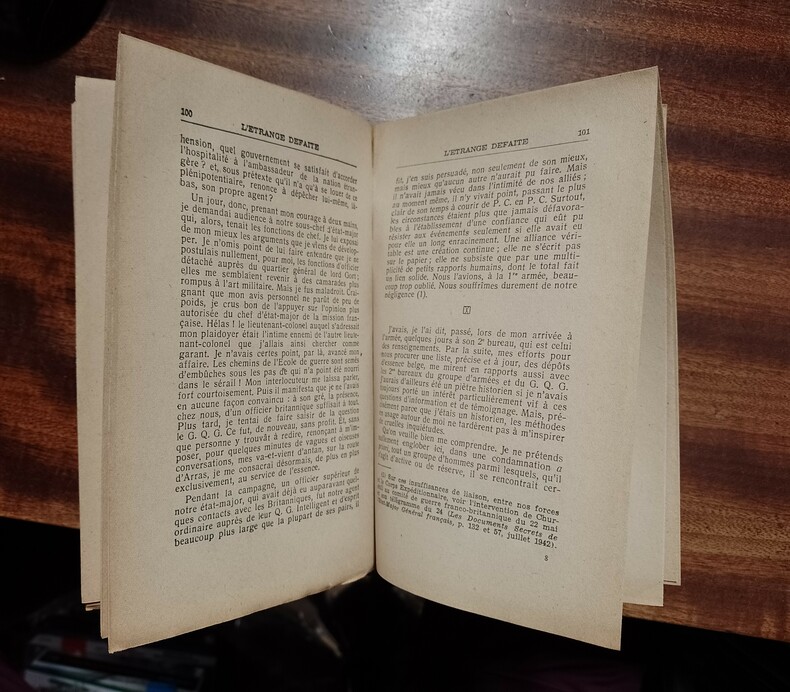 100
L'ETRANGE DEFAITE
hension, quel gouvernement se satisfait d'accorder
l'hospitalité à l'ambassadeur de la nation étran-
gère ? et, sous prétexte qu'il n'a qu'à se louer de ce
plénipotentiaire, renonce à dépêcher lui-même, là-
bas, son propre agent ?
Un jour, donc, prenant mon courage à deux mains,
je demandai audience à notre sous-chef d'état-major
qui, alors, tenait les fonctions de chef. Je lui exposai
de mon mieux les arguments que je viens de dévelop-
per. Je n'omis point de lui faire entendre que je ne
postulais nullement, pour moi, les fonctions d'officier
détaché auprès du quartier général de lord Gort ;
elles me semblaient revenir à des camarades plus
rompus à l'art militaire. Mais je fus maladroit. Crai-
gnant que mon avis personnel ne parût de peu de
poids, je crus bon de l'appuyer sur l'opinion plus
autorisée du chef d'état-major de la mission fran-
çaise. Hélas ! le lieutenant-colonel auquel s'adressait
mon plaidoyer était l'intime ennemi de l'autre lieute-
nant-colonel que j'allais ainsi chercher comme
garant. Je n'avais certes point, par là, avancé mon
affaire. Les chemins de l'École de guerre sont semés
d'embûches sous les pas de qui n'a point été nourri
dans le sérail ! Mon interlocuteur me laissa parler,
fort courtoisement. Puis il manifesta que je ne l'avais
en aucune façon convaincu : à son gré, la présence,
chez nous, d'un officier britannique suffisait à tout.
Plus tard, je tentai de faire saisir de la question
le G. Q. G. Ce fut, de nouveau, sans profit. Et, sans
que personne y trouvât à redire, renonçant à m'im-
poser, pour quelques minutes de vagues et oiseuses
conversations, mes va-et-vient d'antan, sur la route
d'Arras, je me consacrai désormais, de plus en plus
exclusivement, au service de l'essence.
Pendant la campagne, un officier supérieur de
notre état-major, qui avait déjà eu auparavant quel-
ques contacts avec les Britanniques, fut notre agent
ordinaire auprès de leur Q. G. Intelligent et d'esprit
beaucoup plus large que la plupart de ses pairs, il
101
L'ETRANGE DEFAITE
fit, j'en suis persuadé, non seulement de son mieux,
mais mieux qu'aucun autre n'aurait pu faire. Mais
il n'avait jamais vécu dans l'intimité de nos alliés ;
au moment même, il n'y vivait point, passant le plus
clair de son temps à courir de P. C. en P. C. Surtout,
les circonstances étaient plus que jamais défavora-
bles à l'établissement d'une confiance qui eût pu
résister aux événements seulement si elle avait eu
pour elle un long enracinement. Une alliance véri-
table est une création continue ; elle ne s'écrit pas
sur le papier ; elle ne subsiste que par une multi-
plicité de petits rapports humains, dont le total fait
un lien solide. Nous l'avions, à la 1re armée, beau-
coup trop oublié. Nous souffrîmes durement de notre
négligence (1).
J'avais, je l'ai dit, passé, lors de mon arrivée à
l'armée, quelques jours à son 2e bureau, qui est celui
des renseignements. Par la suite, mes efforts pour
nous procurer une liste, précise et à jour, des dépôts
d'essence belge, me mirent en rapports aussi avec
les 2es bureaux du groupe d'armées et du G. Q. G.
J'aurais d'ailleurs été un piètre historien si je n'avais
toujours porté un intérêt particulièrement vif à ces
questions d'information et de témoignage. Mais, pré-
cisément parce que j'étais un historien, les méthodes
en usage autour de moi ne tardèrent pas à m'inspirer
de cruelles inquiétudes.
Qu'on veuille bien me comprendre. Je ne prétends
nullement englober ici, dans une condamnation a
priori, tout un groupe d'hommes parmi lesquels, qu'il
s'agît d'active ou de réserve, il se rencontrait cer-
(1) Sur ces insuffisances de liaison, entre nos forces
et le Corps Expéditionnaire, voir l'intervention de Chur-
chill au comité de guerre franco-britannique du 22 mai
et son télégramme du 24 (Les Documents Secrets de
l'État-Major Général français, p. 132 et 57, juillet 1942).
8